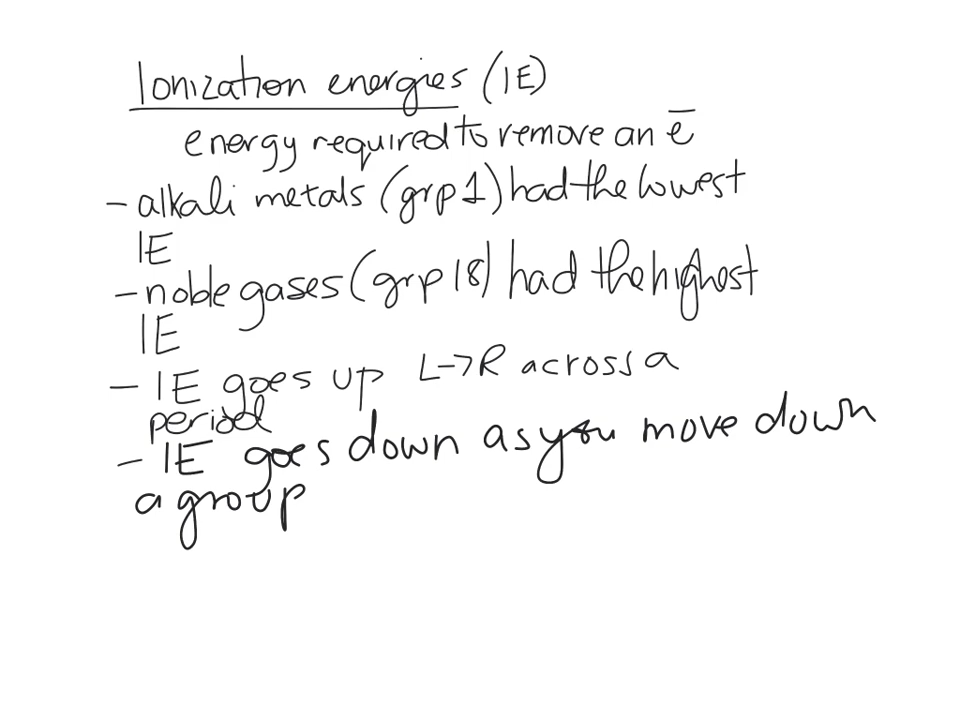 Ionization energies (IE)
energy required to remove an e⁻
- alkali metals (grp 1) had the lowest
IE
- noble gases (grp 18) had the highest
IE
- IE goes up L->R across a
period
- IE goes down as you move down
a group